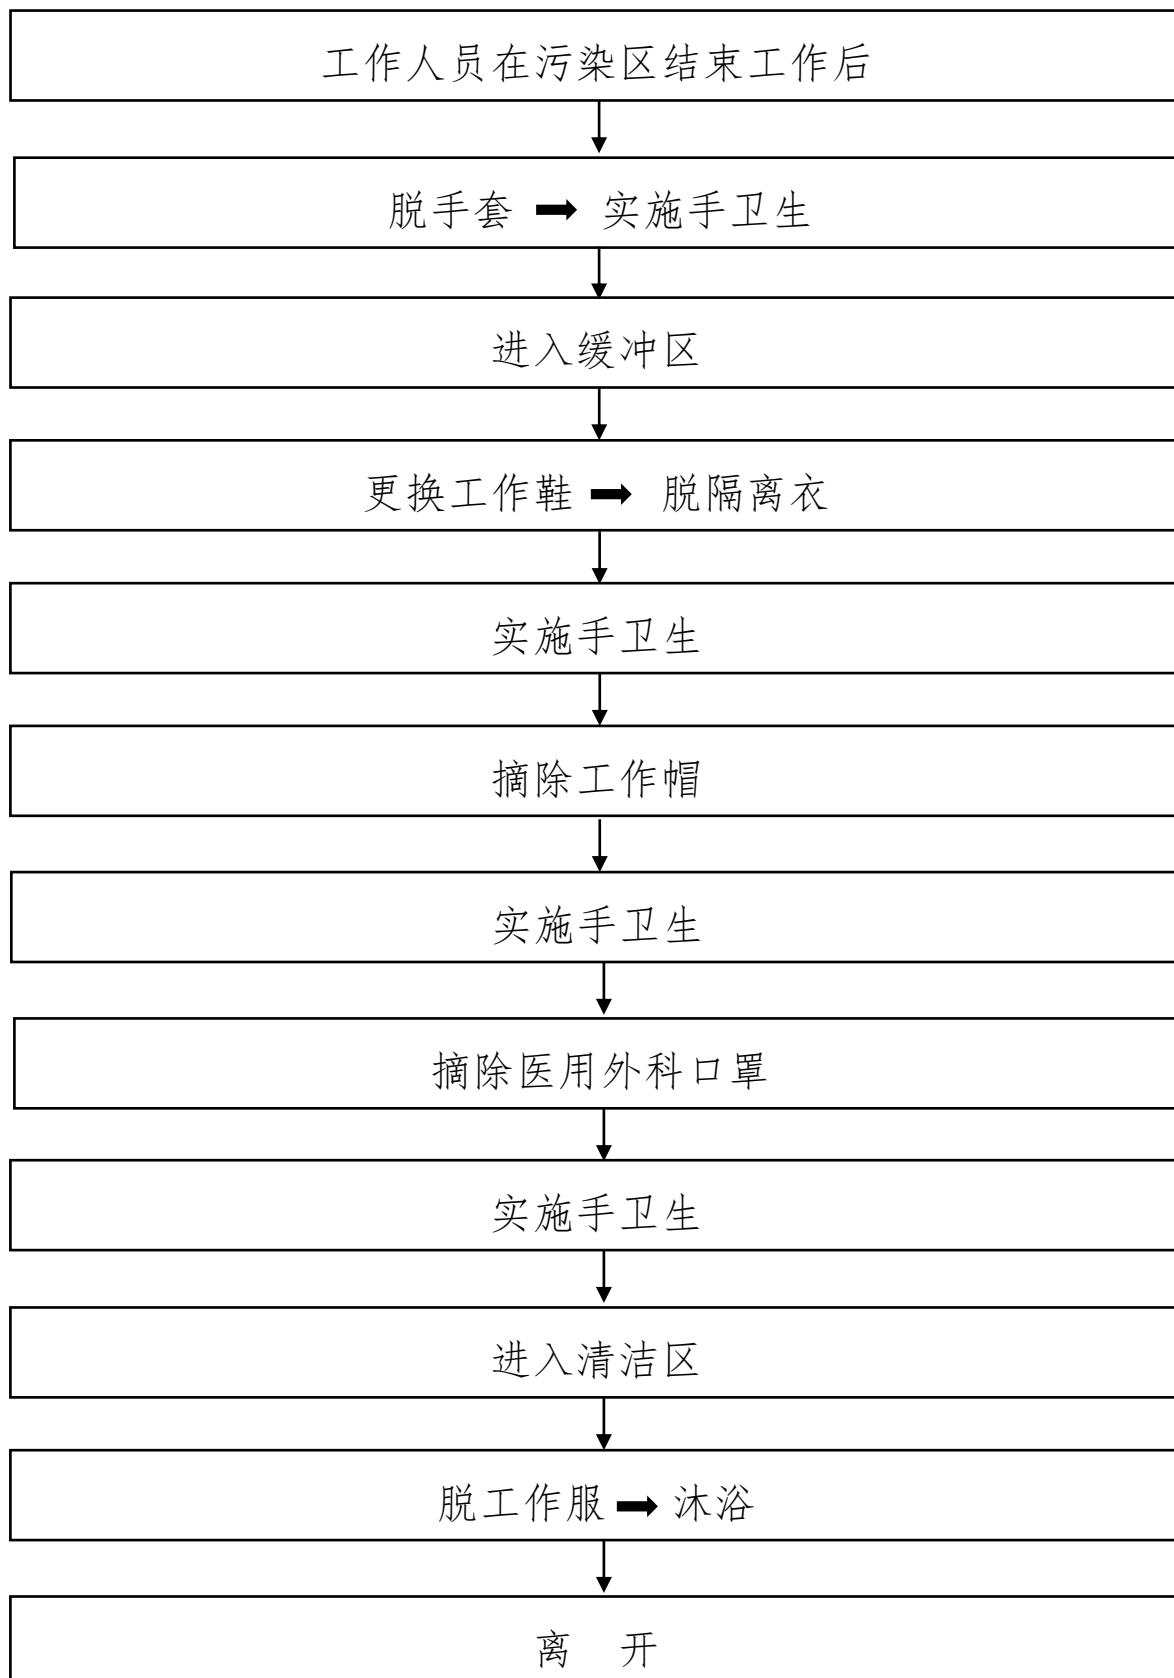 工作人员在污染区结束工作后
脱手套 ➡ 实施手卫生
进入缓冲区
更换工作鞋 ➡ 脱隔离衣
实施手卫生
摘除工作帽
实施手卫生
摘除医用外科口罩
实施手卫生
进入清洁区
脱工作服 ➡ 沐浴
离 开